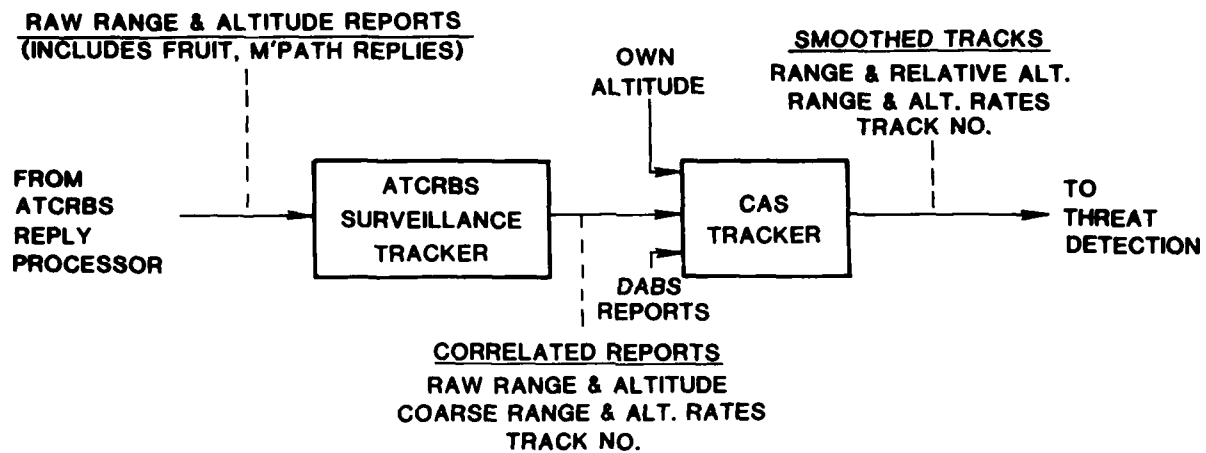 RAW RANGE & ALTITUDE REPORTS
(INCLUDES FRUIT, M'PATH REPLIES)
OWN
ALTITUDE
SMOOTHED TRACKS
RANGE & RELATIVE ALT.
RANGE & ALT. RATES
TRACK NO.
FROM
ATCRBS
REPLY
PROCESSOR
ATCRBS
SURVEILLANCE
TRACKER
CAS
TRACKER
TO
THREAT
DETECTION
DABS
REPORTS
CORRELATED REPORTS
RAW RANGE & ALTITUDE
COARSE RANGE & ALT. RATES
TRACK NO.